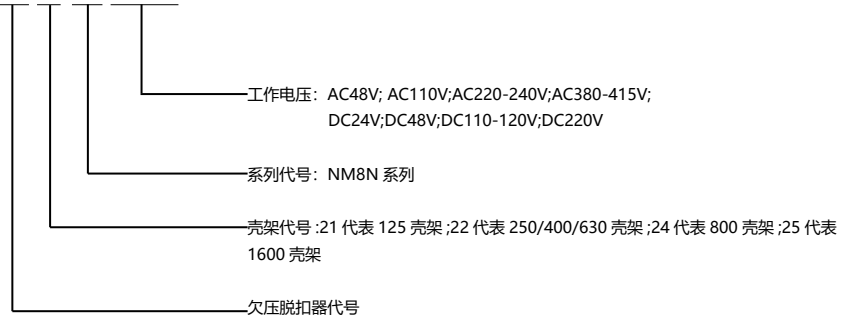 工作电压：AC48V; AC110V;AC220-240V;AC380-415V;
DC24V;DC48V;DC110-120V;DC220V
系列代号：NM8N 系列
壳架代号 :21 代表 125 壳架 ;22 代表 250/400/630 壳架 ;24 代表 800 壳架 ;25 代表
1600 壳架
欠压脱扣器代号